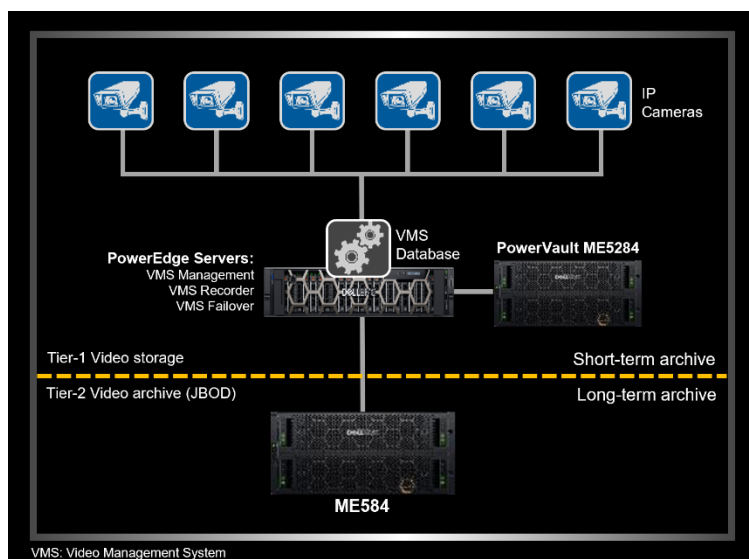 IP
Cameras
VMS
Database
PowerEdge Servers:
VMS Management
VMS Recorder
VMS Failover
PowerVault ME5284
Tier-1 Video storage
Short-term archive
Tier-2 Video archive (JBOD)
Long-term archive
ME584
VMS: Video Management System